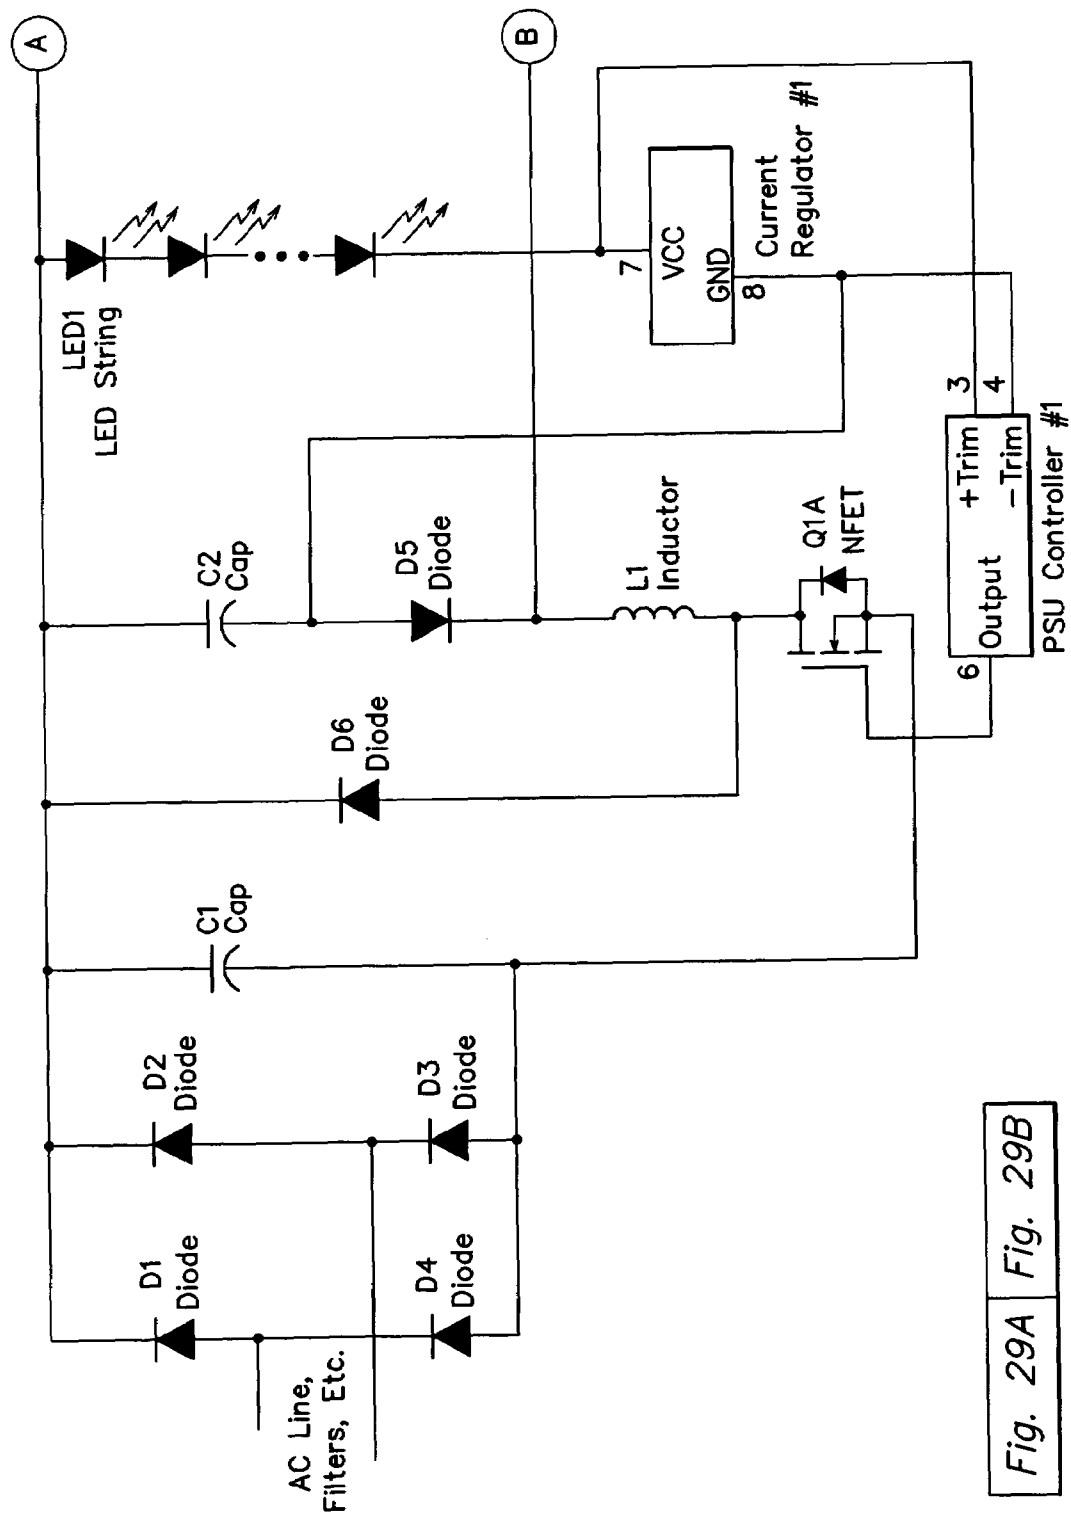 A
B
LED1
LED String
7
VCC
GND
8
Current
Regulator #1
C2
Cap
D5
Diode
L1
Inductor
Q1A
NFET
3
4
+Trim
-Trim
Output
6
PSU Controller #1
D6
Diode
C1
Cap
D2
Diode
D3
Diode
D1
Diode
D4
Diode
AC Line,
Filters, Etc.
Fig. 29A Fig. 29B